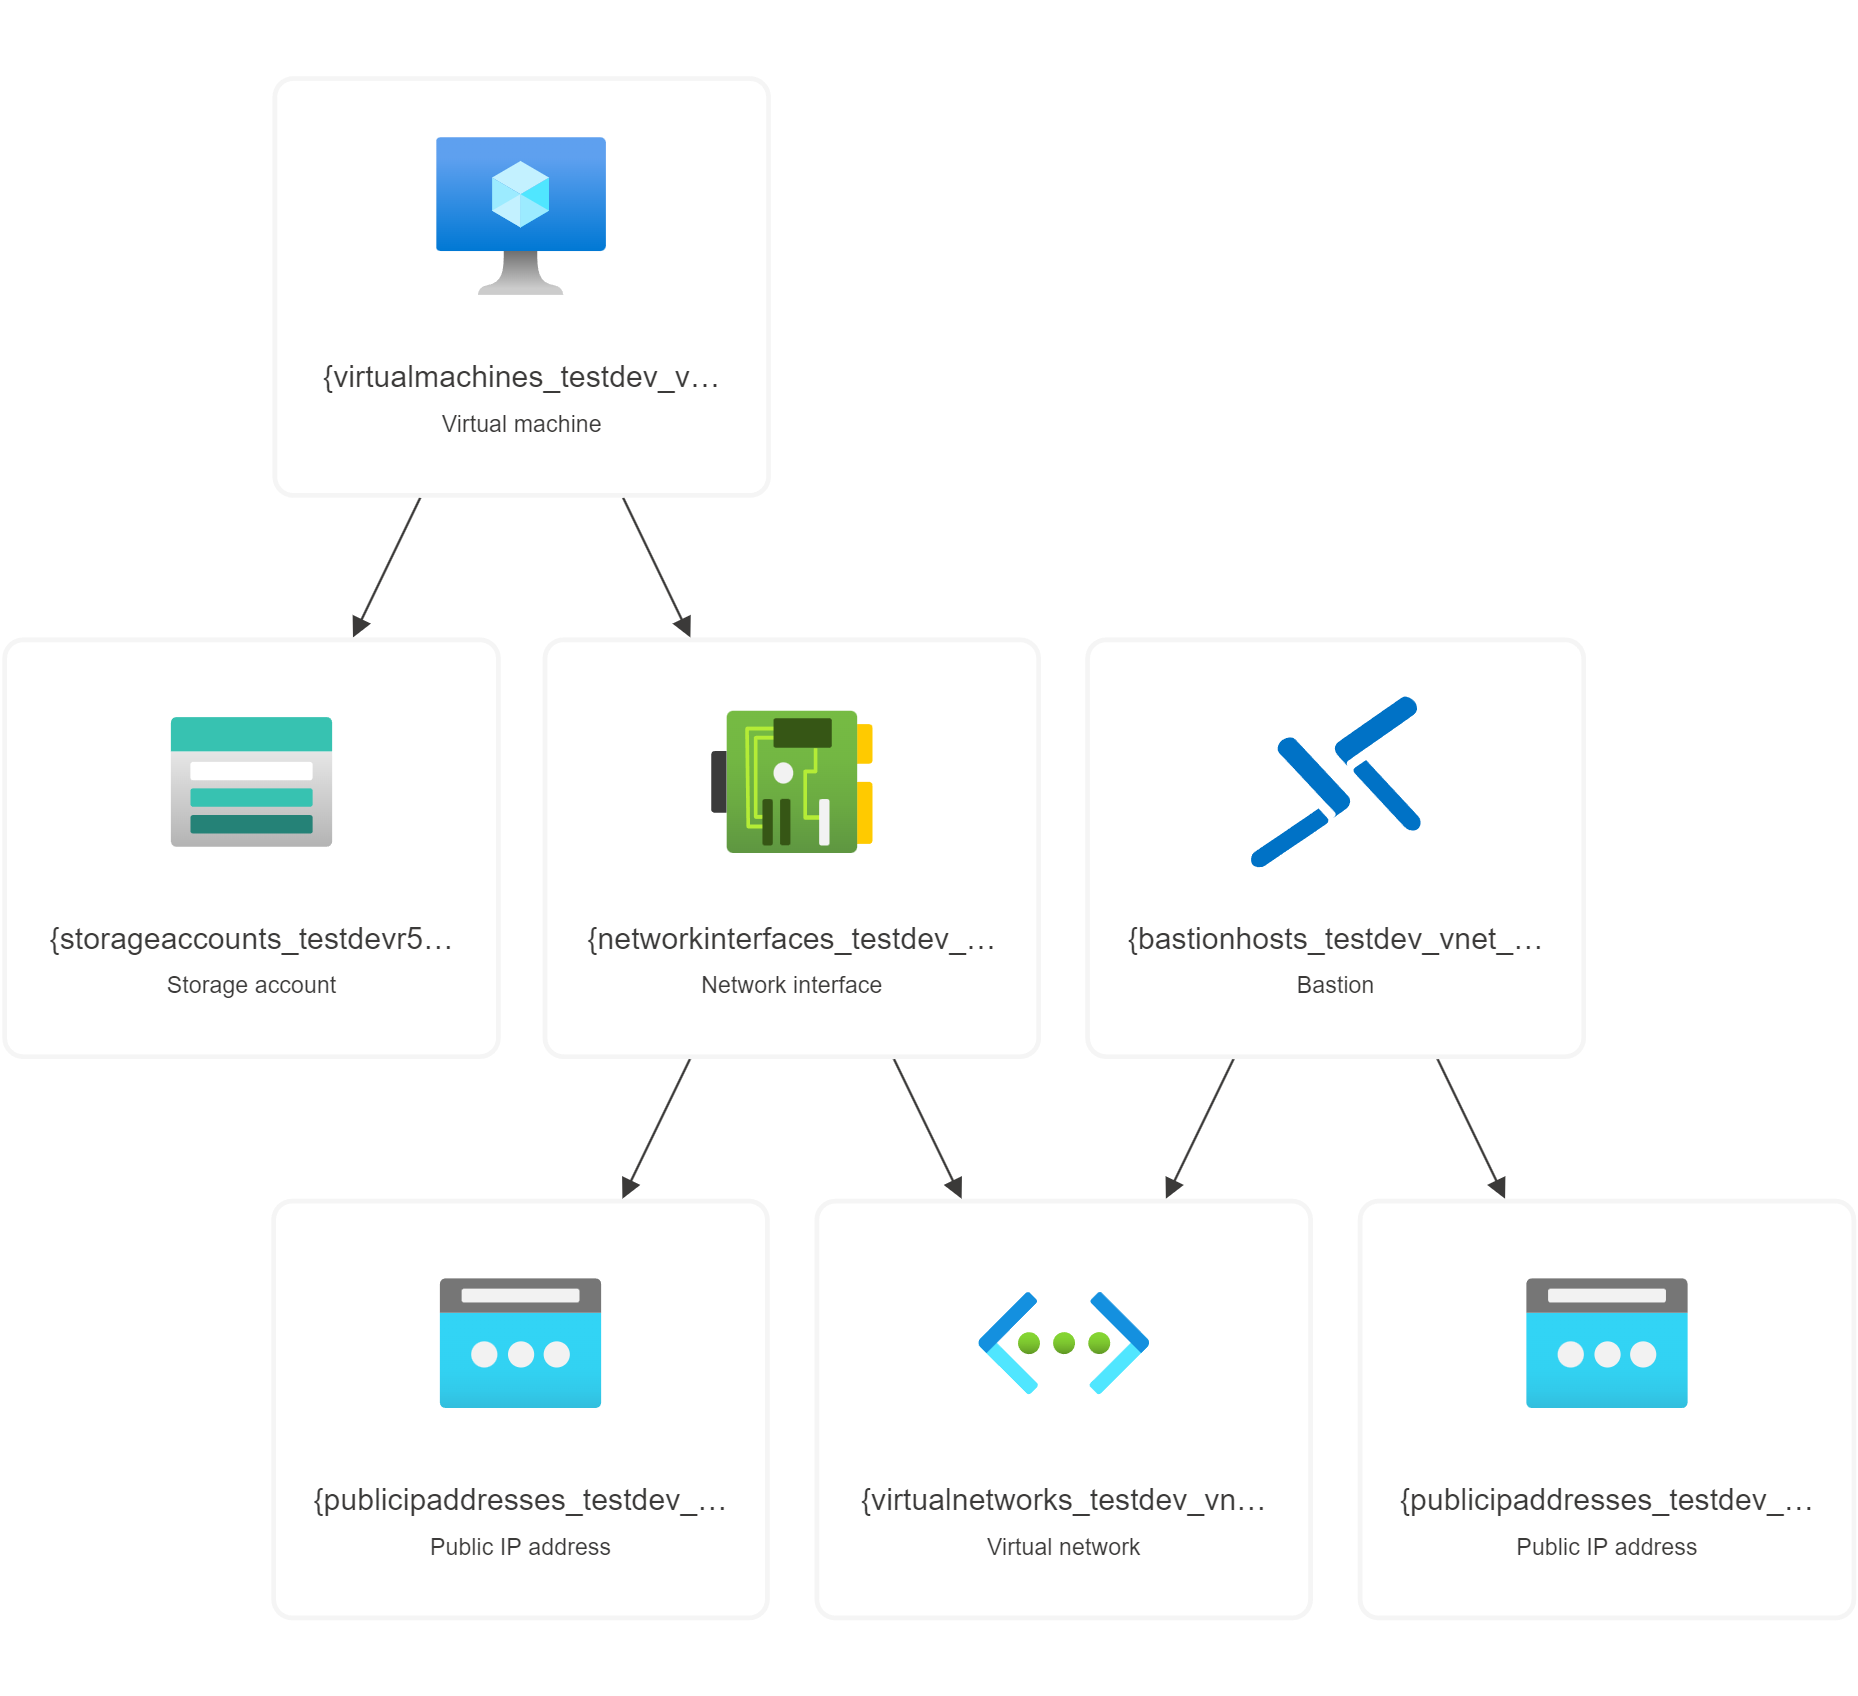 {virtualmachines_testdev_v...
Virtual machine
{storageaccounts_testdevr5...
Storage account
{networkinterfaces_testdev_...
Network interface
{bastionhosts_testdev_vnet_...
Bastion
{publicipaddresses_testdev_...
Public IP address
{virtualnetworks_testdev_vn...
Virtual network
{publicipaddresses_testdev_...
Public IP address